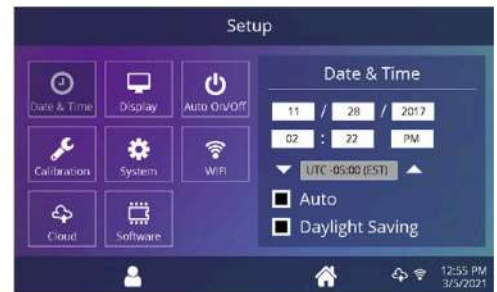 Setup
Date & Time
Display
Auto On/Off
Calibration
System
WIFI
Cloud
Software
Date & Time
11 / 28 / 2017
02 : 22 PM
UTC -05:00 (EST)
Auto
Daylight Saving
12:55 PM
3/5/2021